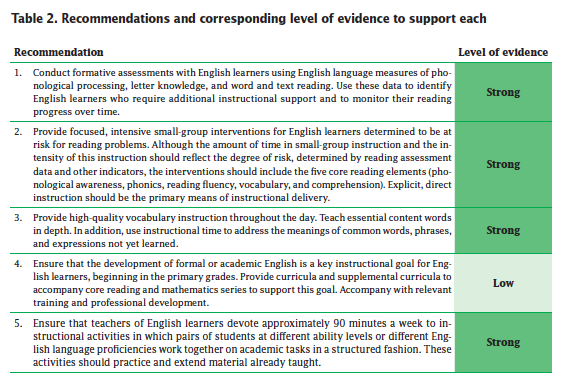 Table 2. Recommendations and corresponding level of evidence to support each
Recommendation Level of evidence
1. Conduct formative assessments with English learners using English language measures of pho-
nological processing, letter knowledge, and word and text reading. Use these data to identify
English learners who require additional instructional support and to monitor their reading
progress over time.
Strong
2. Provide focused, intensive small-group interventions for English learners determined to be at
risk for reading problems. Although the amount of time in small-group instruction and the in-
tensity of this instruction should reflect the degree of risk, determined by reading assessment
data and other indicators, the interventions should include the five core reading elements (pho-
nological awareness, phonics, reading fluency, vocabulary, and comprehension). Explicit, direct
instruction should be the primary means of instructional delivery.
Strong
3. Provide high-quality vocabulary instruction throughout the day. Teach essential content words
in depth. In addition, use instructional time to address the meanings of common words, phrases,
and expressions not yet learned.
Strong
4. Ensure that the development of formal or academic English is a key instructional goal for Eng-
lish learners, beginning in the primary grades. Provide curricula and supplemental curricula to
accompany core reading and mathematics series to support this goal. Accompany with relevant
training and professional development.
Low
5. Ensure that teachers of English learners devote approximately 90 minutes a week to in-
structional activities in which pairs of students at different ability levels or different Eng-
lish language proficiencies work together on academic tasks in a structured fashion. These
activities should practice and extend material already taught.
Strong